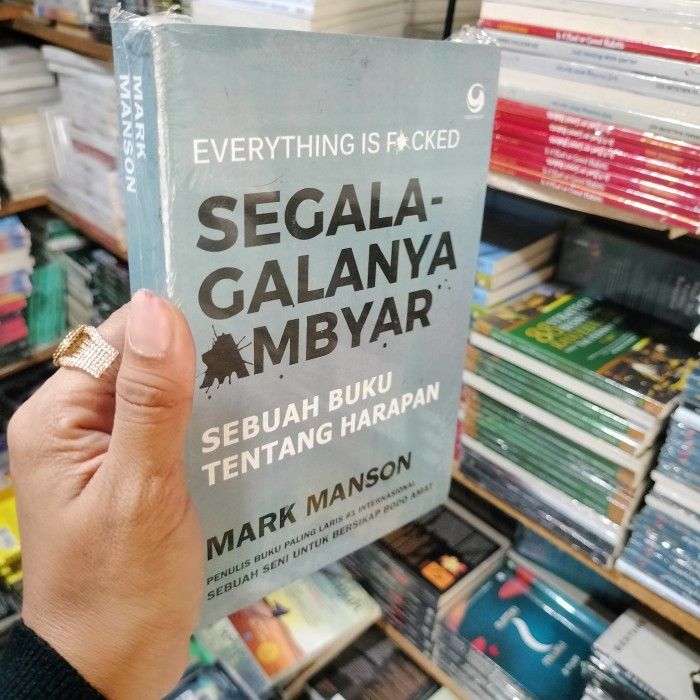 MARK MANSON
EVERYTHING IS F*CKED
SEGALA-
GALANYA
AMBYAR
SEBUAH BUKU
TENTANG HARAPAN
MARK MANSON
PENULIS BUKU PALING LARIS #1 INTERNASIONAL
SEBUAH SENI UNTUK BERSIKAP BODO AMAT